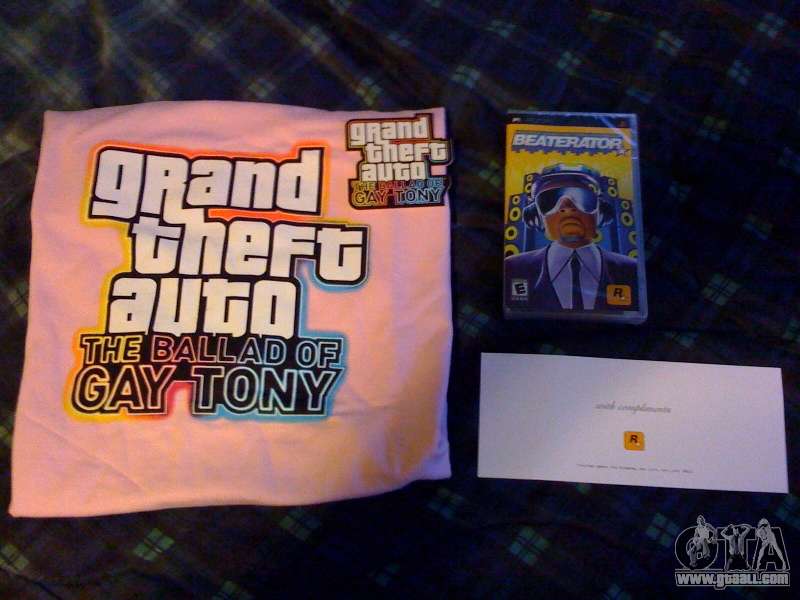 grand
theft
auto
THE BALLAD OF
GAY TONY
grand
theft
auto
THE BALLAD OF
GAY TONY
BEATERATOR
E
R
with compliments
R
GTA
www.gtaall.com